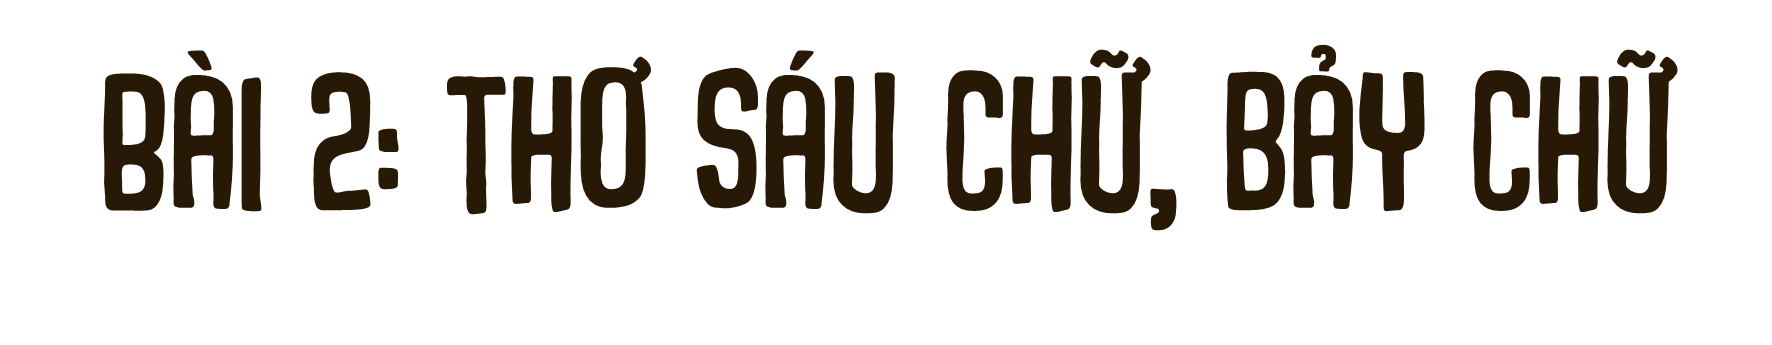 BÀI 2: THƠ SÁU CHỮ, BẢY CHỮ